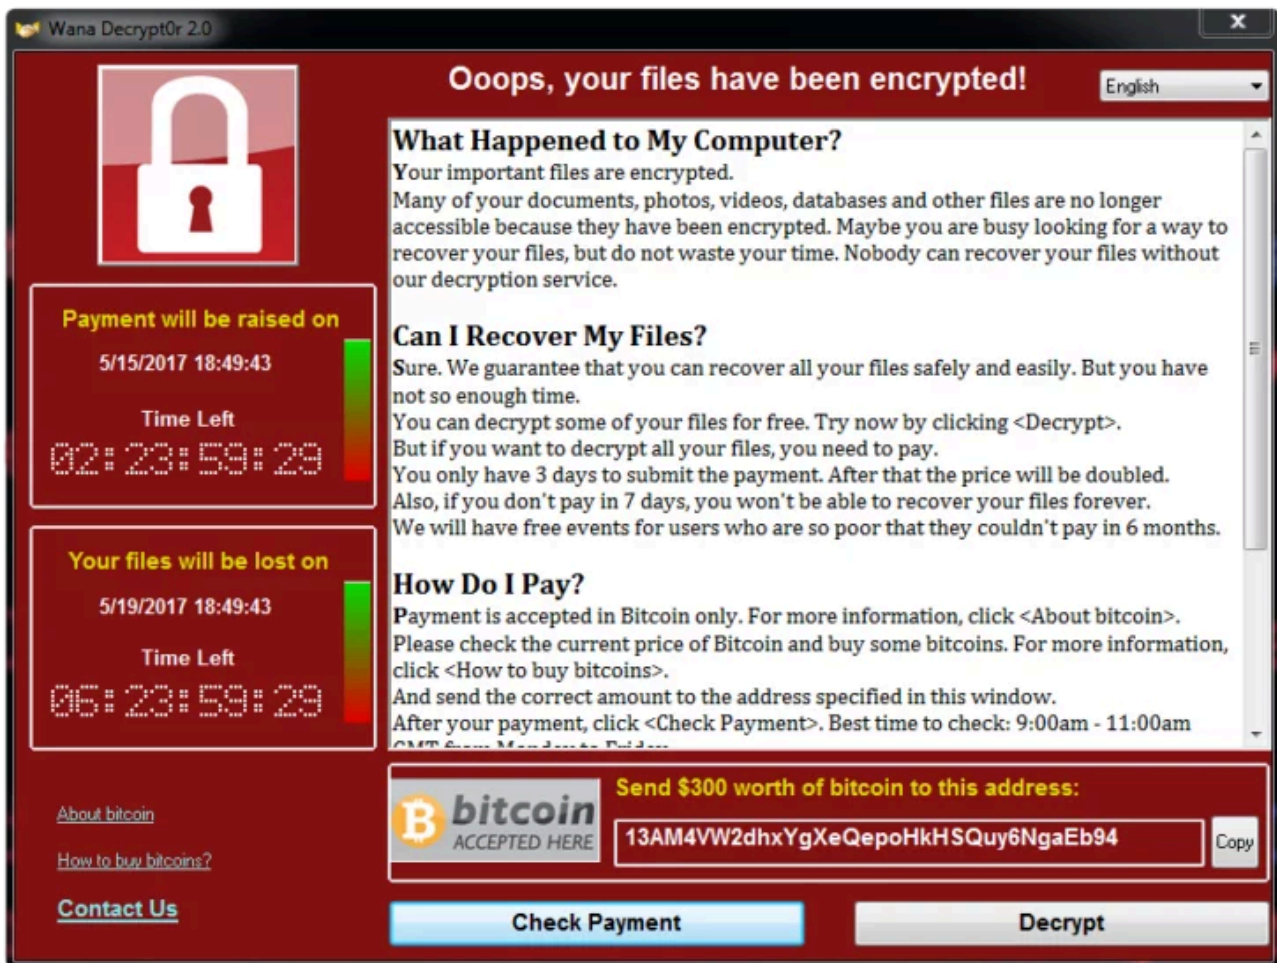 Wana Decrypt0r 2.0
Ooops, your files have been encrypted!
English
What Happened to My Computer?
Your important files are encrypted.
Many of your documents, photos, videos, databases and other files are no longer
accessible because they have been encrypted. Maybe you are busy looking for a way to
recover your files, but do not waste your time. Nobody can recover your files without
our decryption service.
Can I Recover My Files?
Sure. We guarantee that you can recover all your files safely and easily. But you have
not so enough time.
You can decrypt some of your files for free. Try now by clicking <Decrypt>.
But if you want to decrypt all your files, you need to pay.
You only have 3 days to submit the payment. After that the price will be doubled.
Also, if you don't pay in 7 days, you won't be able to recover your files forever.
We will have free events for users who are so poor that they couldn't pay in 6 months.
How Do I Pay?
Payment is accepted in Bitcoin only. For more information, click <About bitcoin>.
Please check the current price of Bitcoin and buy some bitcoins. For more information,
click <How to buy bitcoins>.
And send the correct amount to the address specified in this window.
After your payment, click <Check Payment>. Best time to check: 9:00am - 11:00am
GMT from Monday to Friday.
Payment will be raised on
5/15/2017 18:49:43
Time Left
02:23:59:29
Your files will be lost on
5/19/2017 18:49:43
Time Left
06:23:59:29
About bitcoin
How to buy bitcoins?
Contact Us
bitcoin
ACCEPTED HERE
Send $300 worth of bitcoin to this address:
13AM4VW2dhxYgXeQepoHkHSQuy6NgaEb94
Copy
Check Payment
Decrypt